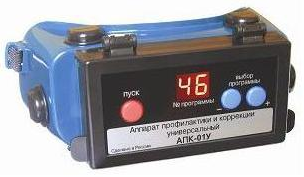 пуск
46
№ программы
выбор
программы
+
Аппарат профилактики и коррекции
универсальный
АПК-01У
Сделано в России